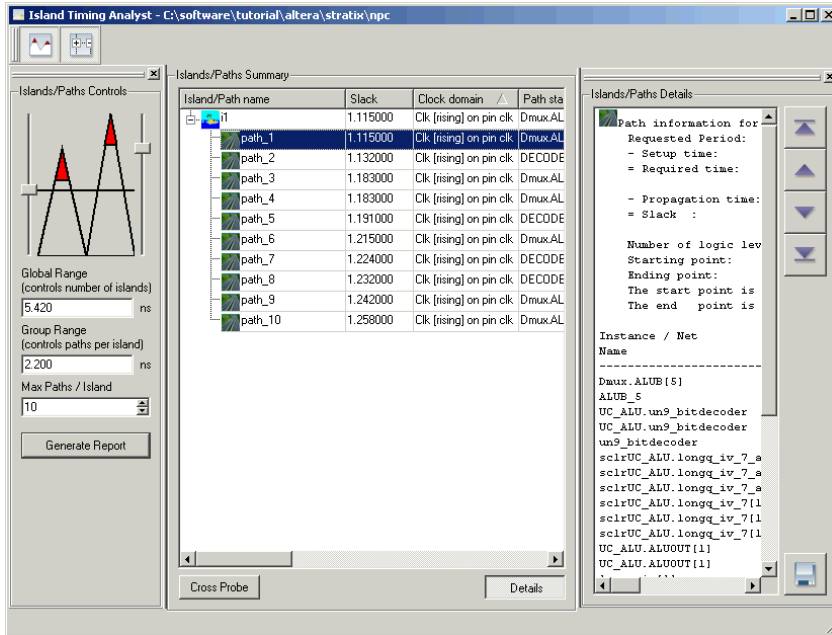 Island Timing Analyst - C:\software\tutorial\altera\stratix\npc
Islands/Paths Controls
Global Range
(controls number of islands)
5.420 ns
Group Range
(controls paths per island)
2.200 ns
Max Paths / Island
10
Generate Report
Islands/Paths Summary
Island/Path name Slack Clock domain Path sta
i1 1.115000 Clk [rising] on pin clk Dmux.AL
path_1 1.115000 Clk [rising] on pin clk Dmux.AL
path_2 1.132000 Clk [rising] on pin clk DECODE
path_3 1.183000 Clk [rising] on pin clk Dmux.AL
path_4 1.183000 Clk [rising] on pin clk Dmux.AL
path_5 1.191000 Clk [rising] on pin clk DECODE
path_6 1.215000 Clk [rising] on pin clk Dmux.AL
path_7 1.224000 Clk [rising] on pin clk DECODE
path_8 1.232000 Clk [rising] on pin clk DECODE
path_9 1.242000 Clk [rising] on pin clk Dmux.AL
path_10 1.258000 Clk [rising] on pin clk Dmux.AL
Cross Probe
Details
Islands/Paths Details
Path information for
Requested Period:
- Setup time:
= Required time:
- Propagation time:
= Slack :
Number of logic lev
Starting point:
Ending point:
The start point is
The end point is
Instance / Net
Name
---------------------
Dmux.ALUB[5]
ALUB_5
UC_ALU.un9_bitdecoder
UC_ALU.un9_bitdecoder
un9_bitdecoder
sclrUC_ALU.longq_iv_7_a
sclrUC_ALU.longq_iv_7_a
sclrUC_ALU.longq_iv_7_a
sclrUC_ALU.longq_iv_7[1
sclrUC_ALU.longq_iv_7[1
sclrUC_ALU.longq_iv_7[1
UC_ALU.ALUOUT[1]
UC_ALU.ALUOUT[1]